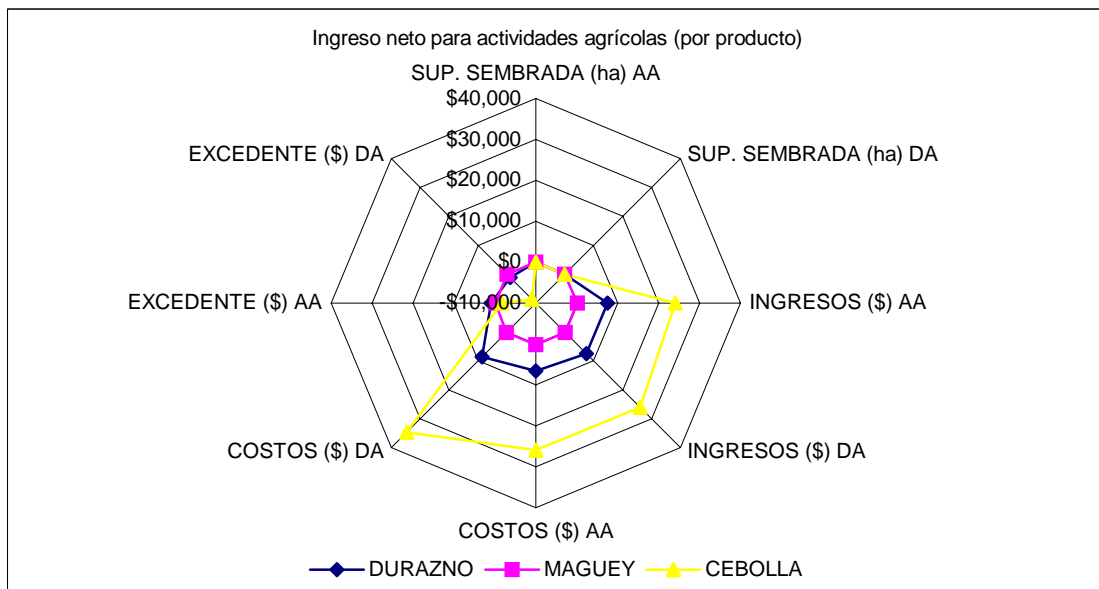 Ingreso neto para actividades agrícolas (por producto)
SUP. SEMBRADA (ha) AA
$40,000
EXCEDENTE ($) DA
$30,000
SUP. SEMBRADA (ha) DA
$20,000
$10,000
$0
EXCEDENTE ($) AA
-$10,000
INGRESOS ($) AA
COSTOS ($) DA
INGRESOS ($) DA
COSTOS ($) AA
DURAZNO MAGUEY CEBOLLA